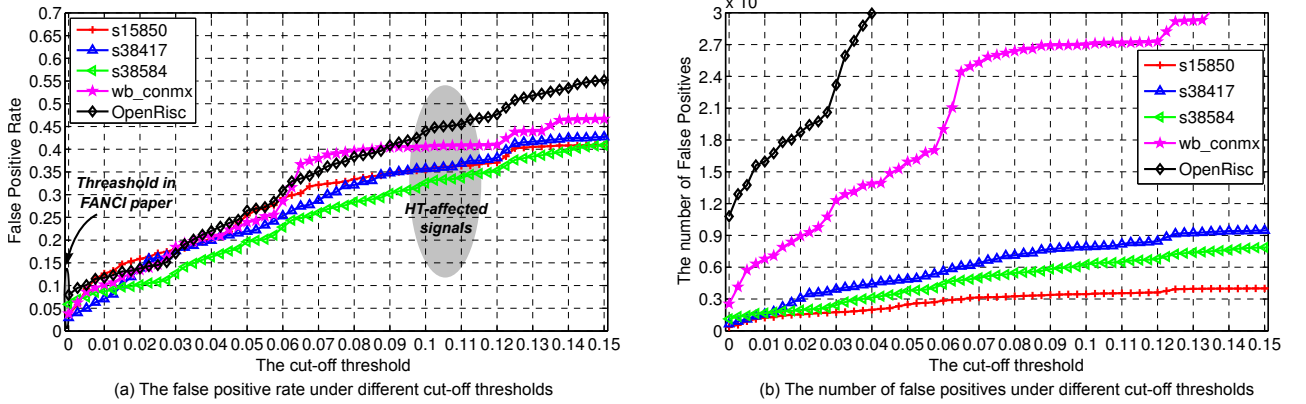 0.67
0.65
0.6
0.55
0.5
0.45
0.4
0.35
0.3
0.25
0.2
0.15
0.1
0.05
0
False Positive Rate
s15850
s38417
s38584
wb_conmx
OpenRisc
Threashold in
FANCI paper
HT-affected
signals
0 0.01 0.02 0.03 0.04 0.05 0.06 0.07 0.08 0.09 0.1 0.11 0.12 0.13 0.14 0.15
The cut-off threshold
(a) The false positive rate under different cut-off thresholds
3
2.7
2.4
2.1
1.8
1.5
1.2
0.9
0.6
0.3
0
The number of False Positives
s15850
s38417
s38584
wb_conmx
OpenRisc
0 0.01 0.02 0.03 0.04 0.05 0.06 0.07 0.08 0.09 0.1 0.11 0.12 0.13 0.14 0.15
The cut-off threshold
(b) The number of false positives under different cut-off thresholds